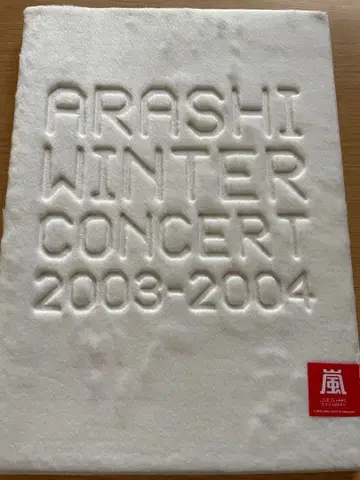 ARASHI
WINTER
CONCERT
2003-2004
嵐